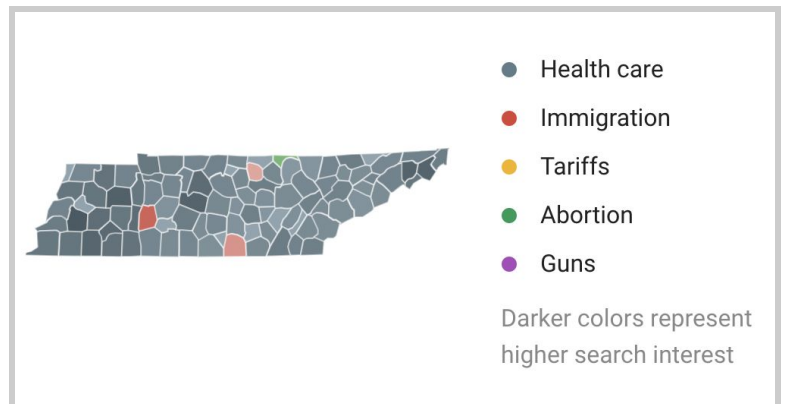 Health care
Immigration
Tariffs
Abortion
Guns
Darker colors represent
higher search interest